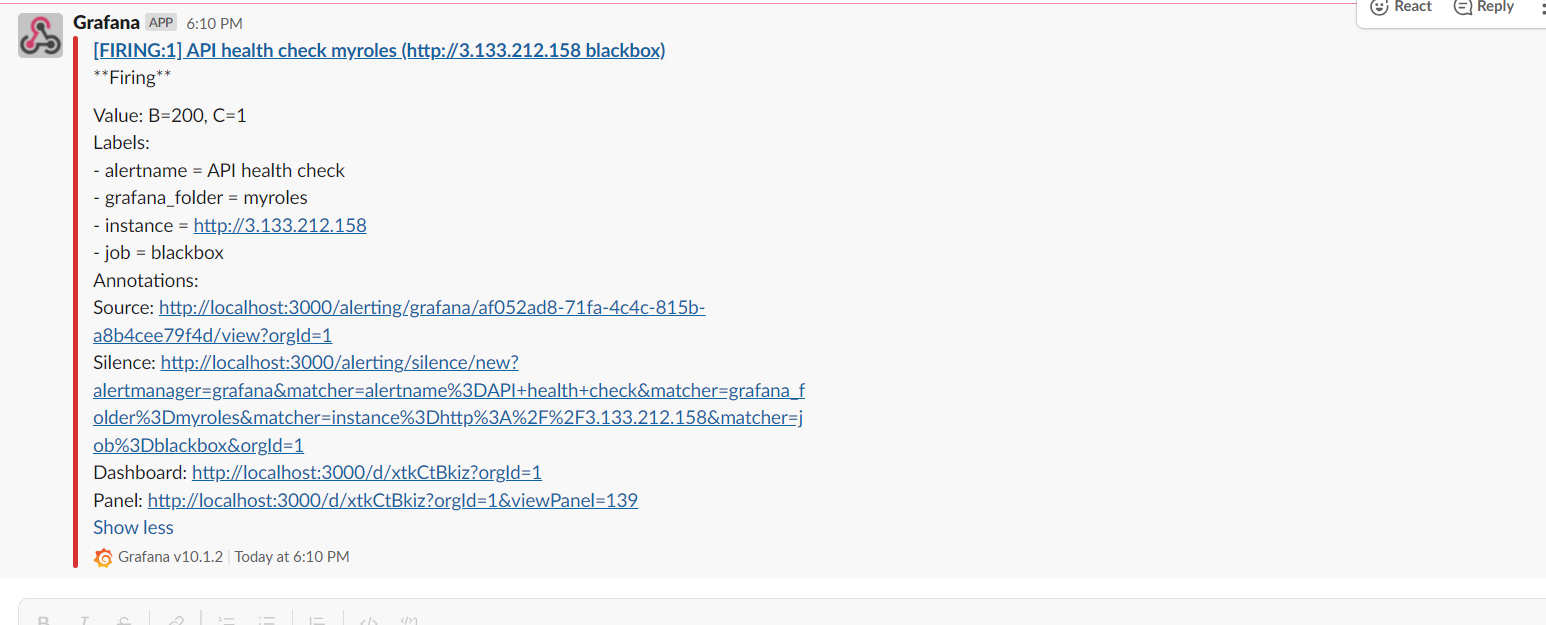 React Reply
Grafana APP 6:10 PM
[FIRING:1] API health check myroles (http://3.133.212.158 blackbox)
**Firing**
Value: B=200, C=1
Labels:
- alertname = API health check
- grafana_folder = myroles
- instance = http://3.133.212.158
- job = blackbox
Annotations:
Source: http://localhost:3000/alerting/grafana/af052ad8-71fa-4c4c-815b-
a8b4cee79f4d/view?orgId=1
Silence: http://localhost:3000/alerting/silence/new?
alertmanager=grafana&matcher=alertname%3DAPI+health+check&matcher=grafana_f
older%3Dmyroles&matcher=instance%3Dhttp%3A%2F%2F3.133.212.158&matcher=j
ob%3Dblackbox&orgId=1
Dashboard: http://localhost:3000/d/xtkCtBkiz?orgId=1
Panel: http://localhost:3000/d/xtkCtBkiz?orgId=1&viewPanel=139
Show less
Grafana v10.1.2 | Today at 6:10 PM